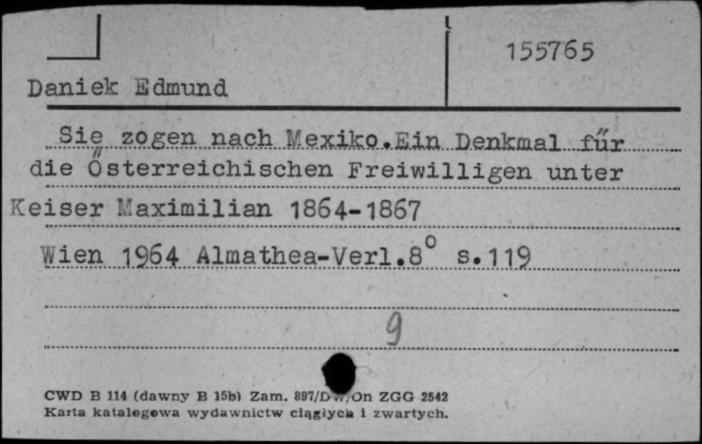 155765
Daniek Edmund
Sie zogen nach Mexiko.Ein Denkmal für
die Österreichischen Freiwilligen unter
Keiser Maximilian 1864-1867
Wien 1964 Almathea-Verl.8° s.119
9
CWD B 114 (dawny B 15b) Zam. 897/DW/On ZGG 2542
Karta katalogowa wydawnictw ciągłych i zwartych.